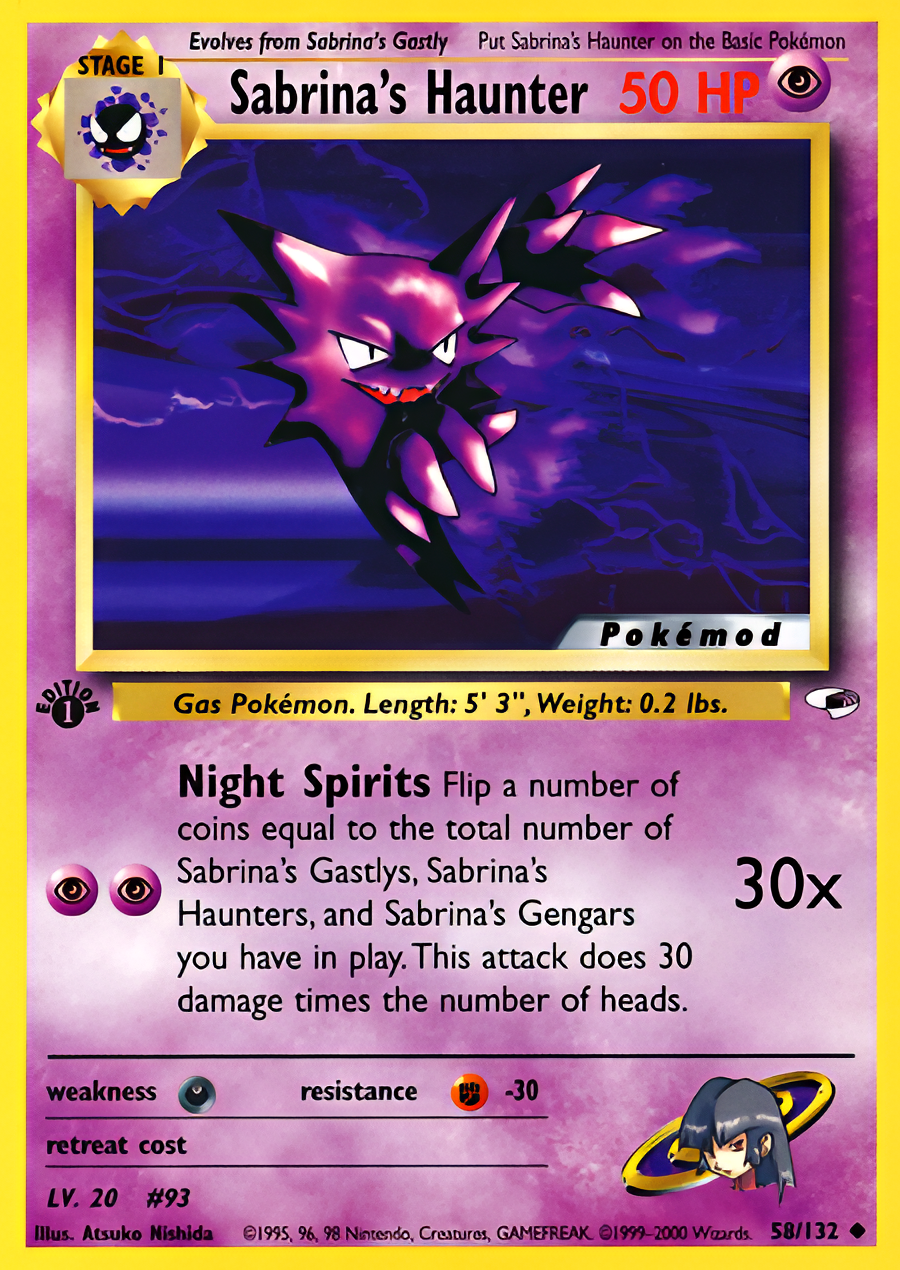 Evolves from Sabrina's Gastly Put Sabrina's Haunter on the Basic Pokémon
STAGE 1
Sabrina's Haunter 50 HP
Pokémod
EDITION 1
Gas Pokémon. Length: 5' 3", Weight: 0.2 lbs.
Night Spirits Flip a number of
coins equal to the total number of
Sabrina's Gastlys, Sabrina's
Haunters, and Sabrina's Gengars
you have in play. This attack does 30
damage times the number of heads.
30x
weakness resistance -30
retreat cost
LV. 20 #93
Illus. Atsuko Nishida ©1995, 96, 98 Nintendo, Creatures, GAMEFREAK. ©1999-2000 Wizards. 58/132